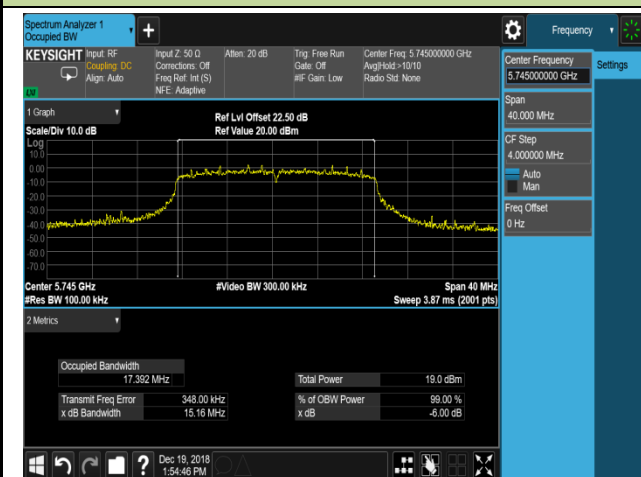 Spectrum Analyzer 1
Occupied BW
+
Frequency
KEYSIGHT
Input: RF
Coupling: DC
Align: Auto
Input Z: 50 Ω
Corrections: Off
Freq Ref: Int (S)
NFE: Adaptive
Atten: 20 dB
Trig: Free Run
Gate: Off
#IF Gain: Low
Center Freq: 5.745000000 GHz
Avg|Hold:>10/10
Radio Std: None
LXI
Center Frequency
5.745000000 GHz
Settings
Span
40.000 MHz
CF Step
4.000000 MHz
Auto
Man
Freq Offset
0 Hz
1 Graph
Scale/Div 10.0 dB
Ref Lvl Offset 22.50 dB
Ref Value 20.00 dBm
Log
10.0
0.00
-10.0
-20.0
-30.0
-40.0
-50.0
-60.0
-70.0
Center 5.745 GHz
#Video BW 300.00 kHz
Span 40 MHz
#Res BW 100.00 kHz
Sweep 3.87 ms (2001 pts)
2 Metrics
Occupied Bandwidth
17.392 MHz
Total Power 19.0 dBm
Transmit Freq Error 348.00 kHz
% of OBW Power 99.00 %
x dB Bandwidth 15.16 MHz
x dB -6.00 dB
?
Dec 19, 2018
1:54:46 PM